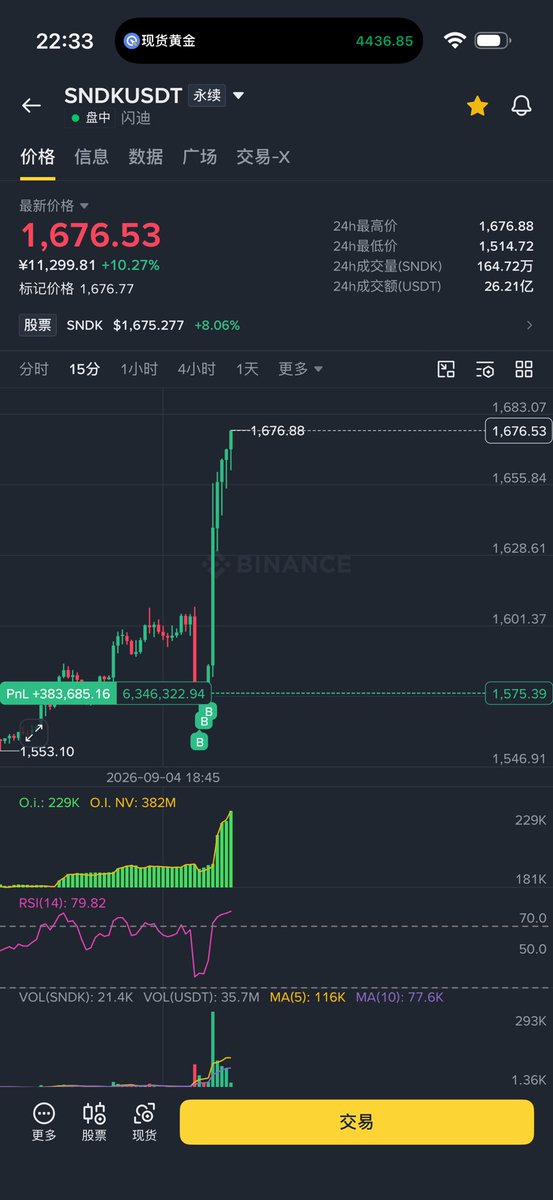 22:33
现货黄金 4436.85
SNDKUSDT 永续
盘中 闪迪
价格 信息 数据 广场 交易-X
最新价格
1,676.53
¥11,299.81 +10.27%
标记价格 1,676.77
24h最高价 1,676.88
24h最低价 1,514.72
24h成交量(SNDK) 164.72万
24h成交额(USDT) 26.21亿
股票 SNDK $1,675.277 +8.06%
分时 15分 1小时 4小时 1天 更多
1,683.07
1,676.88
1,676.53
1,655.84
BINANCE
1,628.61
1,601.37
PnL +383,685.16 6,346,322.94 1,575.39
B
B
B
1,553.10
1,546.91
2026-09-04 18:45
O.i.: 229K O.I. NV: 382M
229K
181K
RSI(14): 79.82
70.0
50.0
VOL(SNDK): 21.4K VOL(USDT): 35.7M MA(5): 116K MA(10): 77.6K
293K
1.36K
更多 股票 现货 交易